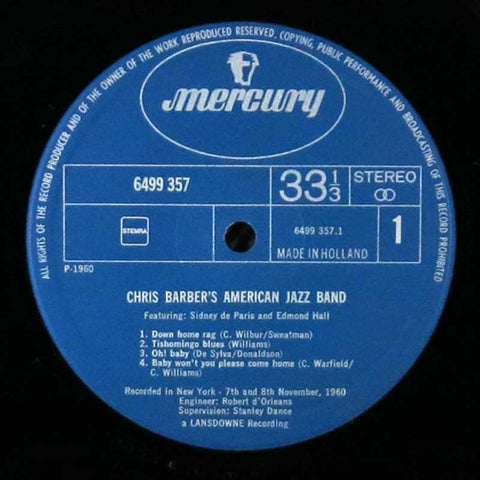 ALL RIGHTS OF THE RECORD PRODUCER AND OF THE OWNER OF THE WORK REPRODUCED RESERVED. COPYING, PUBLIC PERFORMANCE AND BROADCASTING OF THIS RECORD PROHIBITED
mercury
6499 357
33 1/3
STEREO
STEMRA
6499 357.1
MADE IN HOLLAND
1
P-1960
CHRIS BARBER'S AMERICAN JAZZ BAND
Featuring: Sidney de Paris and Edmond Hall
1. Down home rag (C. Wilbur/Sweatman)
2. Tishomingo blues (Williams)
3. Oh! baby (De Sylva/Donaldson)
4. Baby won't you please come home (C. Warfield/
C. Williams)
Recorded in New York - 7th and 8th November, 1960
Engineer: Robert d'Orleans
Supervision: Stanley Dance
a LANSDOWNE Recording